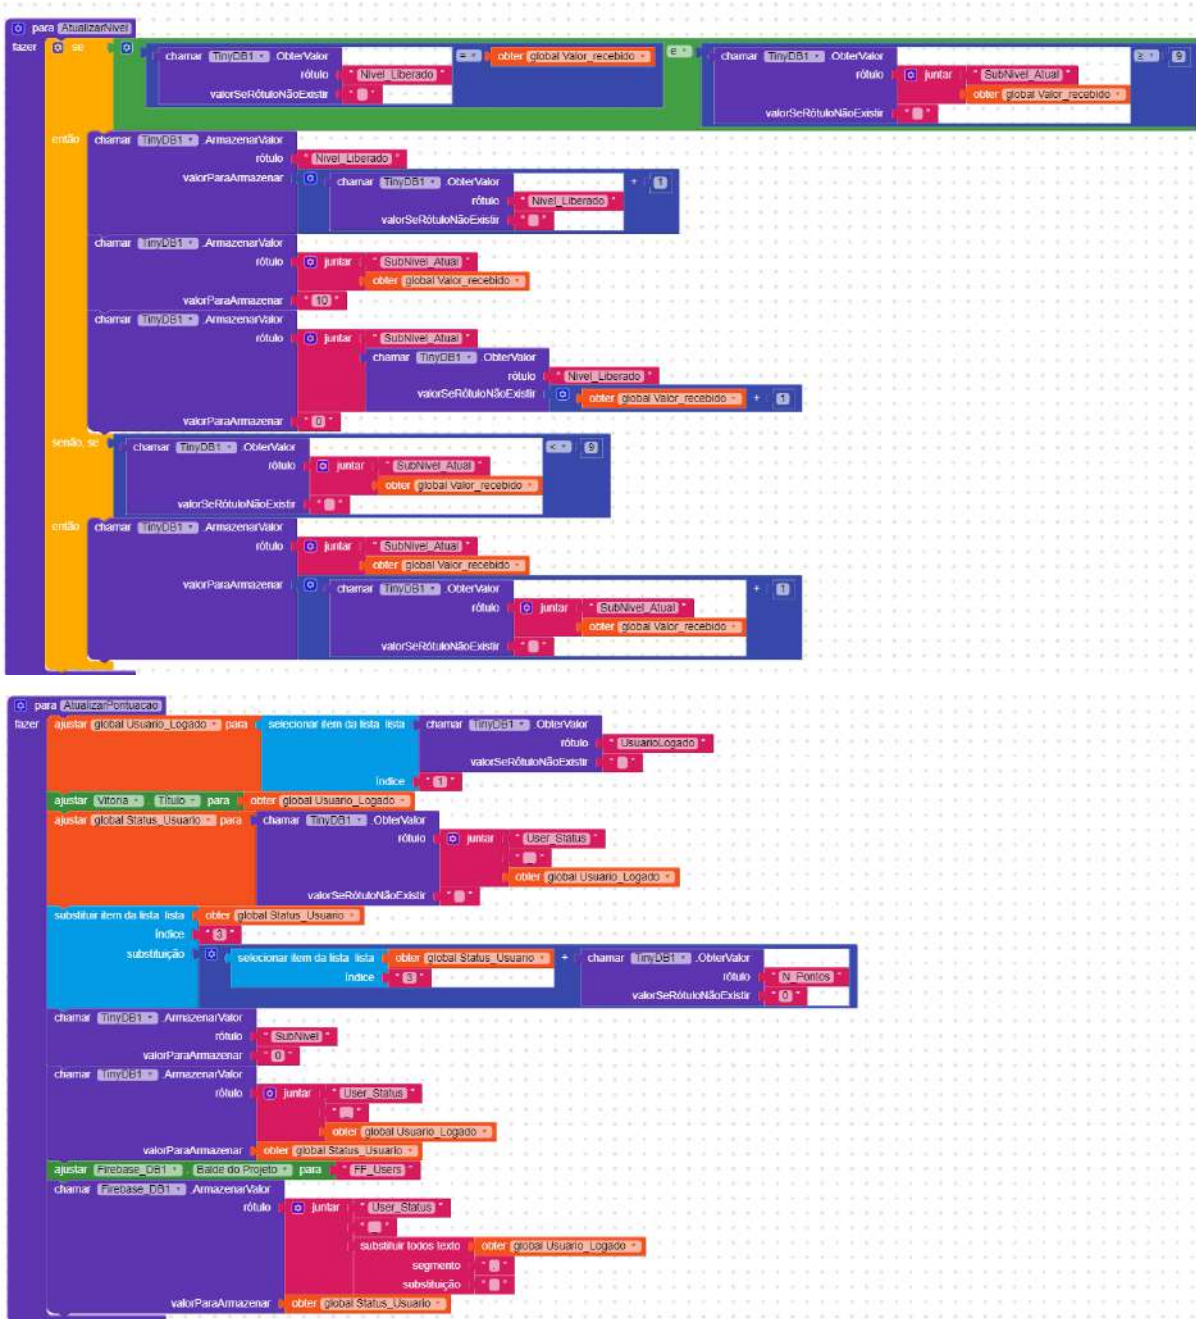 para AtualizarNivel
fazer se
chamar TinyDB1 .ObterValor = obter global Valor_recebido e chamar TinyDB1 .ObterValor ≥ 9
rótulo " Nivel_Liberado " rótulo juntar " SubNivel_Atual "
obter global Valor_recebido
valorSeRótuloNãoExistir " " valorSeRótuloNãoExistir " "
então chamar TinyDB1 .ArmazenarValor
rótulo " Nivel_Liberado "
valorParaArmazenar chamar TinyDB1 .ObterValor + 1
rótulo " Nivel_Liberado "
valorSeRótuloNãoExistir " "
chamar TinyDB1 .ArmazenarValor
rótulo juntar " SubNivel_Atual "
obter global Valor_recebido
valorParaArmazenar " 10 "
chamar TinyDB1 .ArmazenarValor
rótulo juntar " SubNivel_Atual "
chamar TinyDB1 .ObterValor
rótulo " Nivel_Liberado "
valorSeRótuloNãoExistir obter global Valor_recebido + 1
valorParaArmazenar " 0 "
senão, se chamar TinyDB1 .ObterValor < 9
rótulo juntar " SubNivel_Atual "
obter global Valor_recebido
valorSeRótuloNãoExistir " "
então chamar TinyDB1 .ArmazenarValor
rótulo juntar " SubNivel_Atual "
obter global Valor_recebido
valorParaArmazenar chamar TinyDB1 .ObterValor + 1
rótulo juntar " SubNivel_Atual "
obter global Valor_recebido
valorSeRótuloNãoExistir " "
para AtualizarPontuacao
fazer ajustar global Usuario_Logado para selecionar item da lista lista chamar TinyDB1 .ObterValor
rótulo " UsuarioLogado "
valorSeRótuloNãoExistir " "
índice " 1 "
ajustar Vitoria . Título para obter global Usuario_Logado
ajustar global Status_Usuario para chamar TinyDB1 .ObterValor
rótulo juntar " User_Status "
" _ "
obter global Usuario_Logado
valorSeRótuloNãoExistir " "
substituir item da lista lista obter global Status_Usuario
índice " 3 "
substituição selecionar item da lista lista obter global Status_Usuario + chamar TinyDB1 .ObterValor
índice " 3 " rótulo " N_Pontos "
valorSeRótuloNãoExistir " 0 "
chamar TinyDB1 .ArmazenarValor
rótulo " SubNivel "
valorParaArmazenar " 0 "
chamar TinyDB1 .ArmazenarValor
rótulo juntar " User_Status "
" _ "
obter global Usuario_Logado
valorParaArmazenar obter global Status_Usuario
ajustar Firebase_DB1 . Balde do Projeto para " FF_Users "
chamar Firebase_DB1 .ArmazenarValor
rótulo juntar " User_Status "
" _ "
substituir todos texto obter global Usuario_Logado
segmento
substituição
valorParaArmazenar obter global Status_Usuario